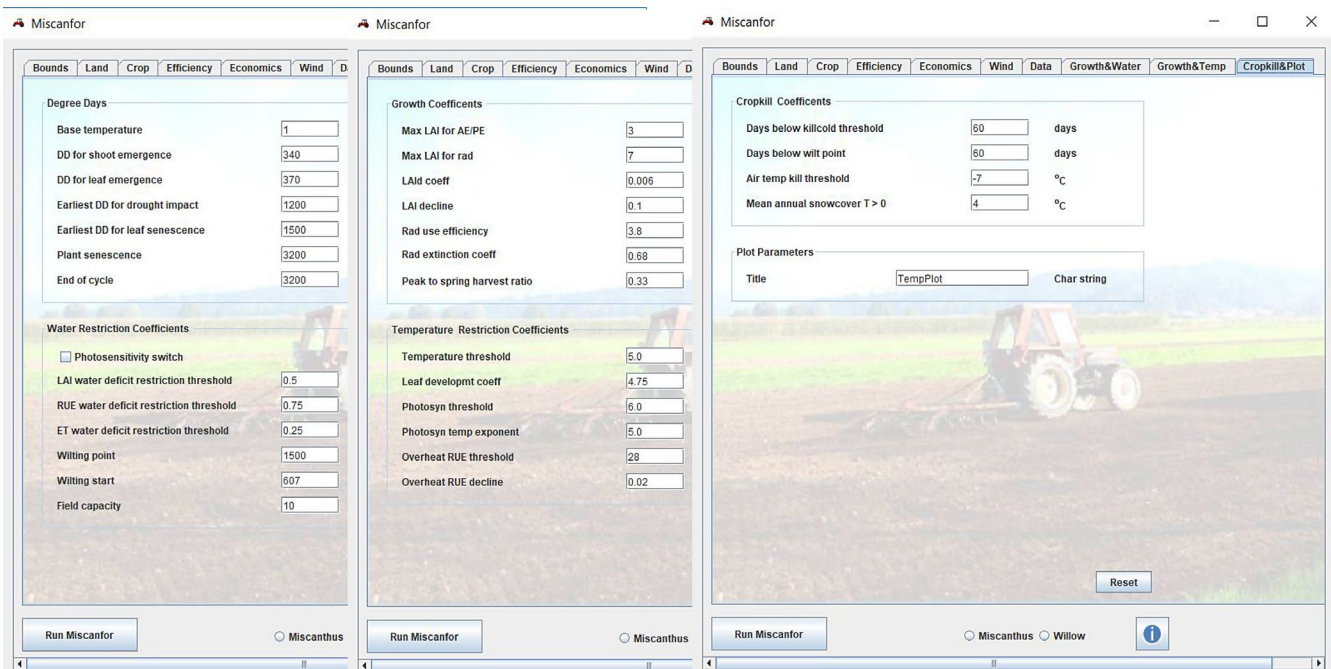 Miscanfor
Bounds Land Crop Efficiency Economics Wind D
Degree Days
Base temperature 1
DD for shoot emergence 340
DD for leaf emergence 370
Earliest DD for drought impact 1200
Earliest DD for leaf senescence 1500
Plant senescence 3200
End of cycle 3200
Water Restriction Coefficients
Photosensitivity switch
LAI water deficit restriction threshold 0.5
RUE water deficit restriction threshold 0.75
ET water deficit restriction threshold 0.25
Wilting point 1500
Wilting start 607
Field capacity 10
Run Miscanfor Miscanthus
Miscanfor
Bounds Land Crop Efficiency Economics Wind D
Growth Coefficents
Max LAI for AE/PE 3
Max LAI for rad 7
LAId coeff 0.006
LAI decline 0.1
Rad use efficiency 3.8
Rad extinction coeff 0.68
Peak to spring harvest ratio 0.33
Temperature Restriction Coefficients
Temperature threshold 5.0
Leaf developmt coeff 4.75
Photosyn threshold 6.0
Photosyn temp exponent 5.0
Overheat RUE threshold 28
Overheat RUE decline 0.02
Run Miscanfor Miscanthus
Miscanfor
Bounds Land Crop Efficiency Economics Wind Data Growth&Water Growth&Temp Cropkill&Plot
Cropkill Coefficents
Days below killcold threshold 60 days
Days below wilt point 60 days
Air temp kill threshold -7 °C
Mean annual snowcover T > 0 4 °C
Plot Parameters
Title TempPlot Char string
Reset
Run Miscanfor Miscanthus Willow i